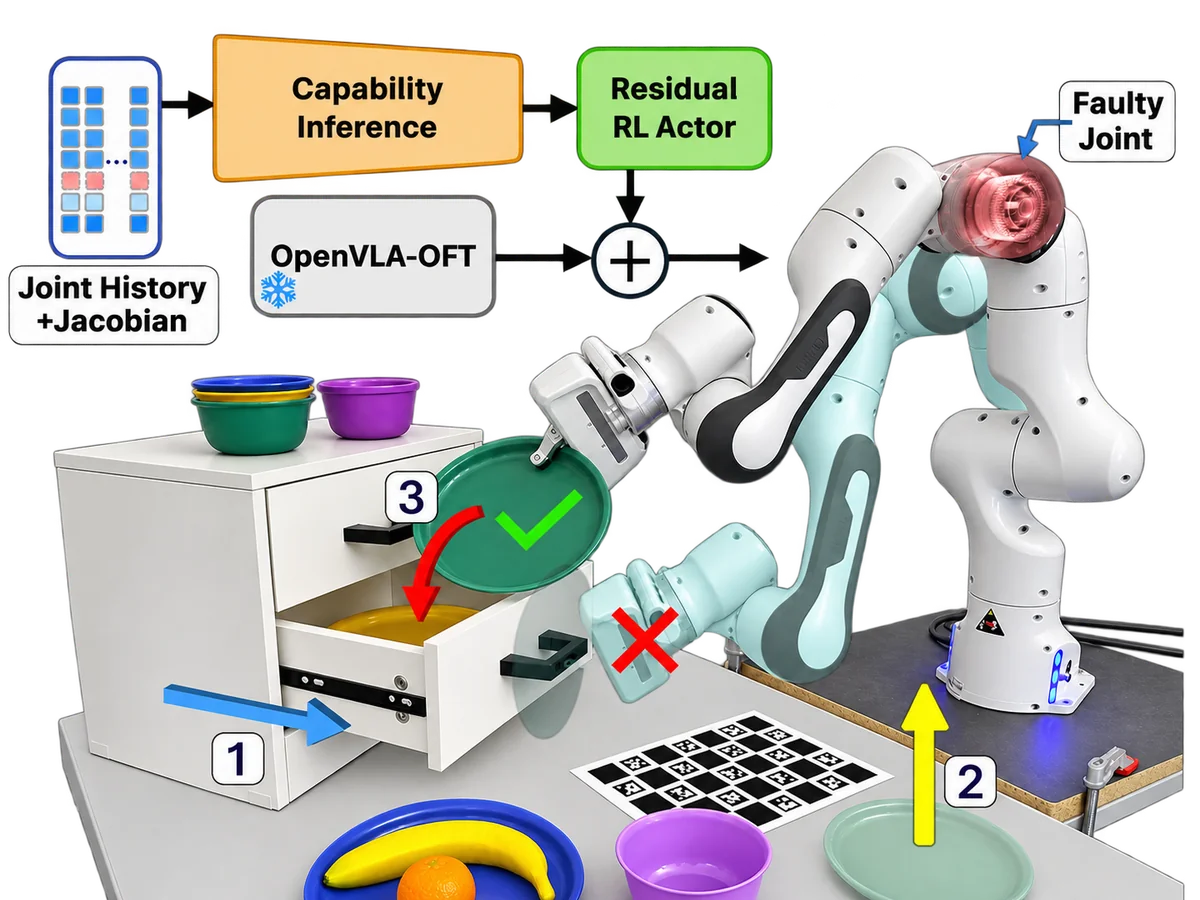 Capability
Inference
Residual
RL Actor
Faulty
Joint
OpenVLA-OFT
Joint History
+Jacobian
3
1
2